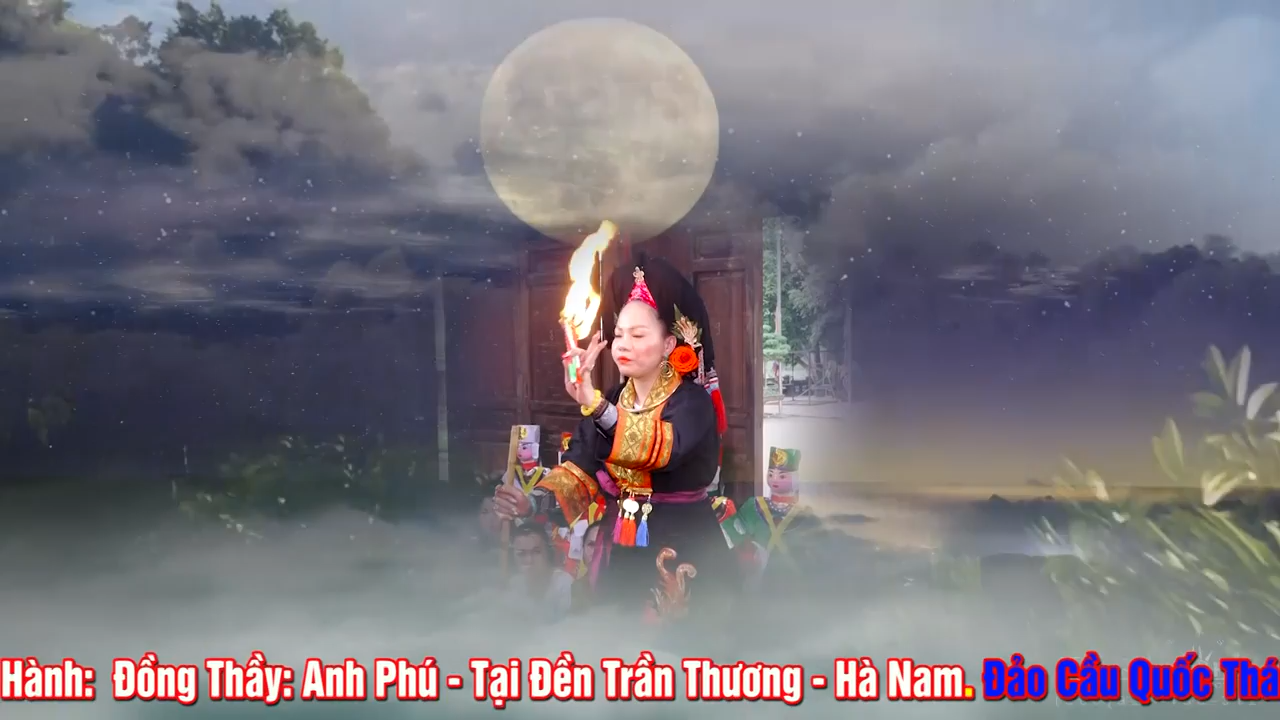 Hành: Đồng Thầy: Anh Phú - Tại Đền Trần Thương - Hà Nam. Đảo Cầu Quốc Thá